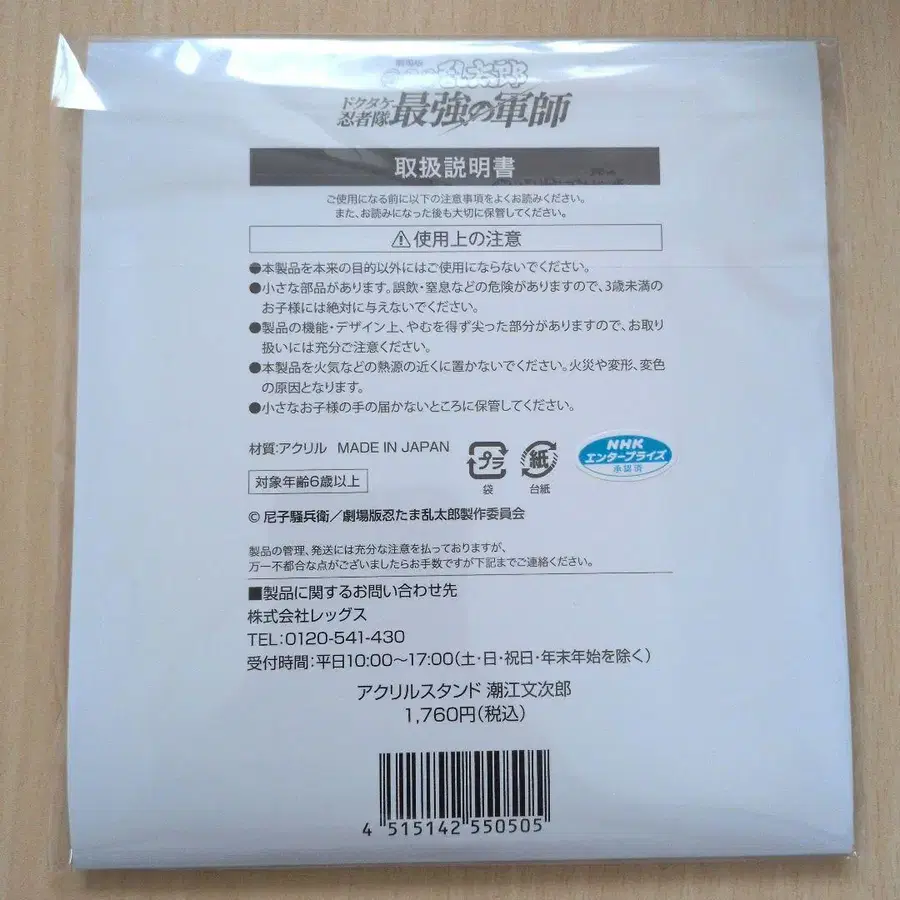 劇場版
忍たま乱太郎
ドクタケ忍者隊 最強の軍師
取扱説明書
ご使用になる前に以下の注意事項をよくお読みください。
また、お読みになった後も大切に保管してください。
⚠使用上の注意
●本製品を本来の目的以外にはご使用にならないでください。
●小さな部品があります。誤飲・窒息などの危険がありますので、3歳未満の
お子様には絶対に与えないでください。
●製品の機能・デザイン上、やむを得ず尖った部分がありますので、お取り
扱いには充分ご注意ください。
●本製品を火気などの熱源の近くに置かないでください。火災や変形、変色
の原因となります。
●小さなお子様の手の届かないところに保管してください。
材質:アクリル MADE IN JAPAN
プラ
袋
紙
台紙
NHK
エンタープライズ
承認済
対象年齢6歳以上
© 尼子騒兵衛/劇場版忍たま乱太郎製作委員会
製品の管理、発送には充分な注意を払っておりますが、
万一不都合な点がございましたらお手数ですが下記までご連絡ください。
■製品に関するお問い合わせ先
株式会社レッグス
TEL:0120-541-430
受付時間:平日10:00～17:00(土・日・祝日・年末年始を除く)
アクリルスタンド 潮江文次郎
1,760円(税込)
4 515142 550505